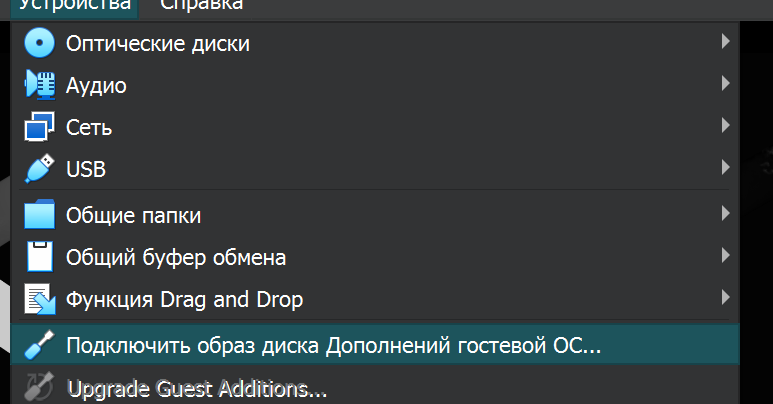 Устройства Справка
Оптические диски
Аудио
Сеть
USB
Общие папки
Общий буфер обмена
Функция Drag and Drop
Подключить образ диска Дополнений гостевой ОС...
Upgrade Guest Additions...